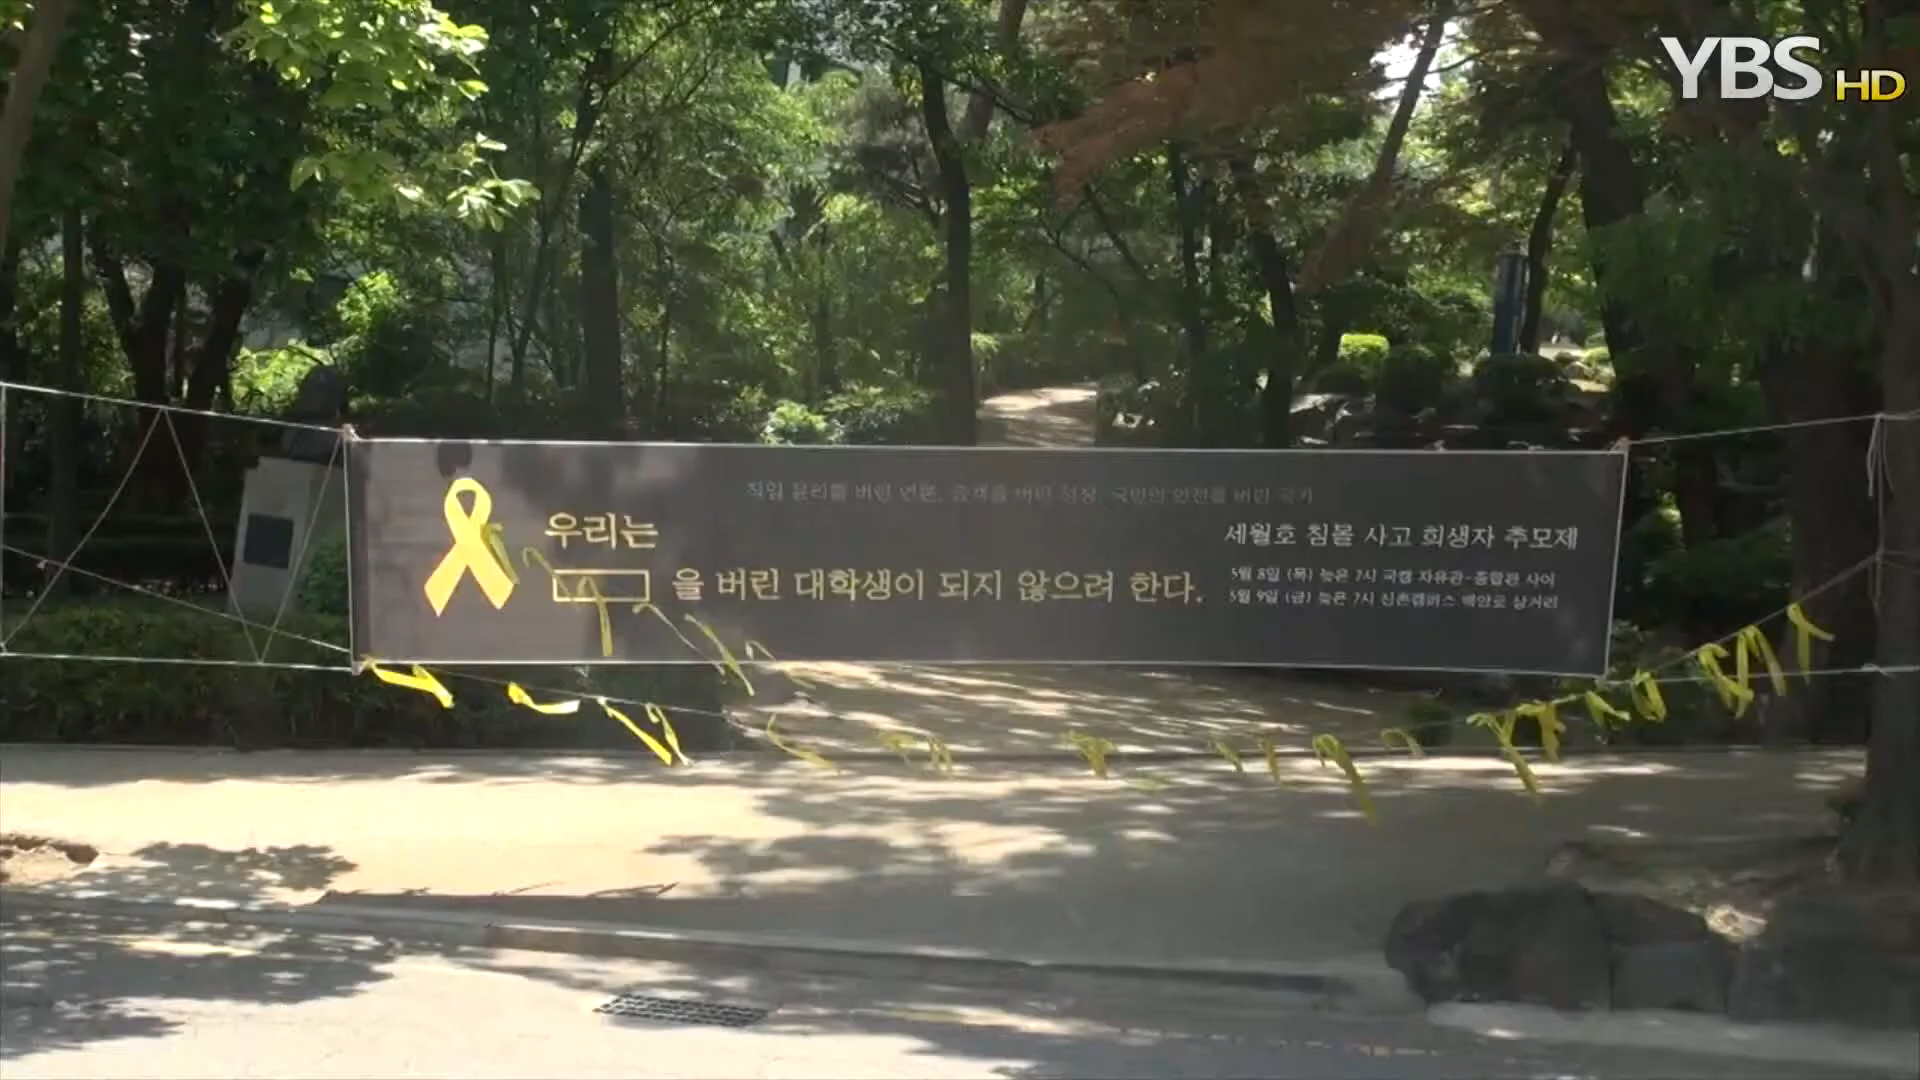 YBS HD
직업 윤리를 버린 언론, 승객을 버린 선장, 국민의 안전을 버린 국가
우리는
을 버린 대학생이 되지 않으려 한다.
세월호 침몰 사고 희생자 추모제
5월 8일 (목) 늦은 7시 국캠 자유관-종합관 사이
5월 9일 (금) 늦은 7시 신촌캠퍼스 백양로 삼거리